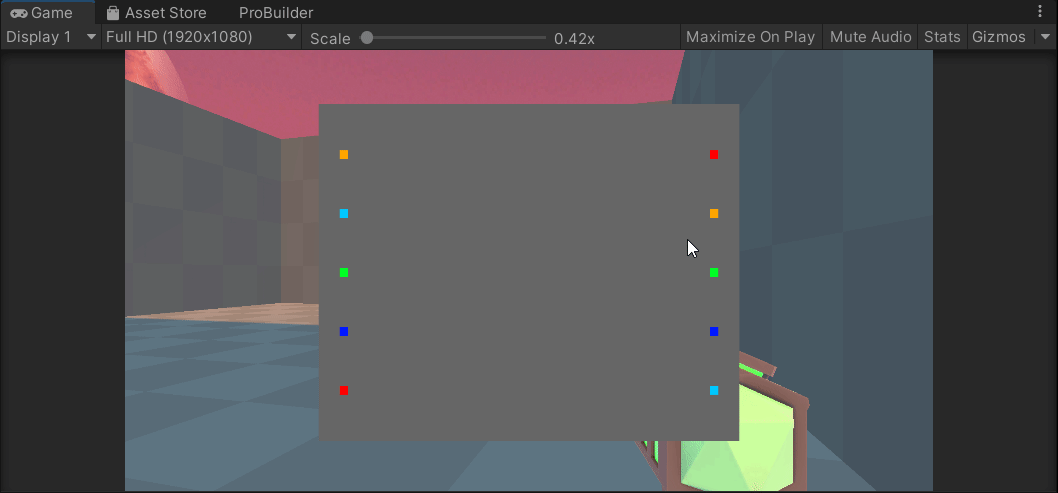 Game Asset Store ProBuilder
Display 1 Full HD (1920x1080) Scale 0.42x Maximize On Play Mute Audio Stats Gizmos